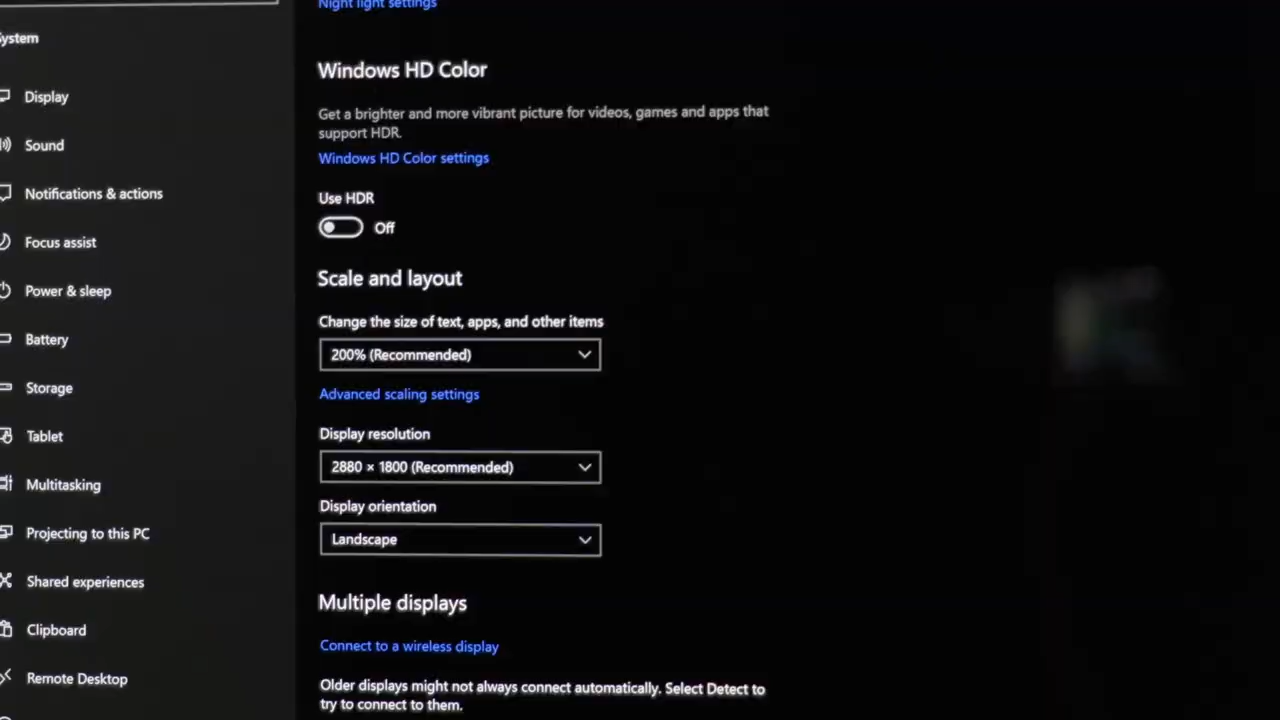 Night light settings
System
Display
Sound
Notifications & actions
Focus assist
Power & sleep
Battery
Storage
Tablet
Multitasking
Projecting to this PC
Shared experiences
Clipboard
Remote Desktop
Windows HD Color
Get a brighter and more vibrant picture for videos, games and apps that
support HDR.
Windows HD Color settings
Use HDR
Off
Scale and layout
Change the size of text, apps, and other items
200% (Recommended)
Advanced scaling settings
Display resolution
2880 × 1800 (Recommended)
Display orientation
Landscape
Multiple displays
Connect to a wireless display
Older displays might not always connect automatically. Select Detect to
try to connect to them.